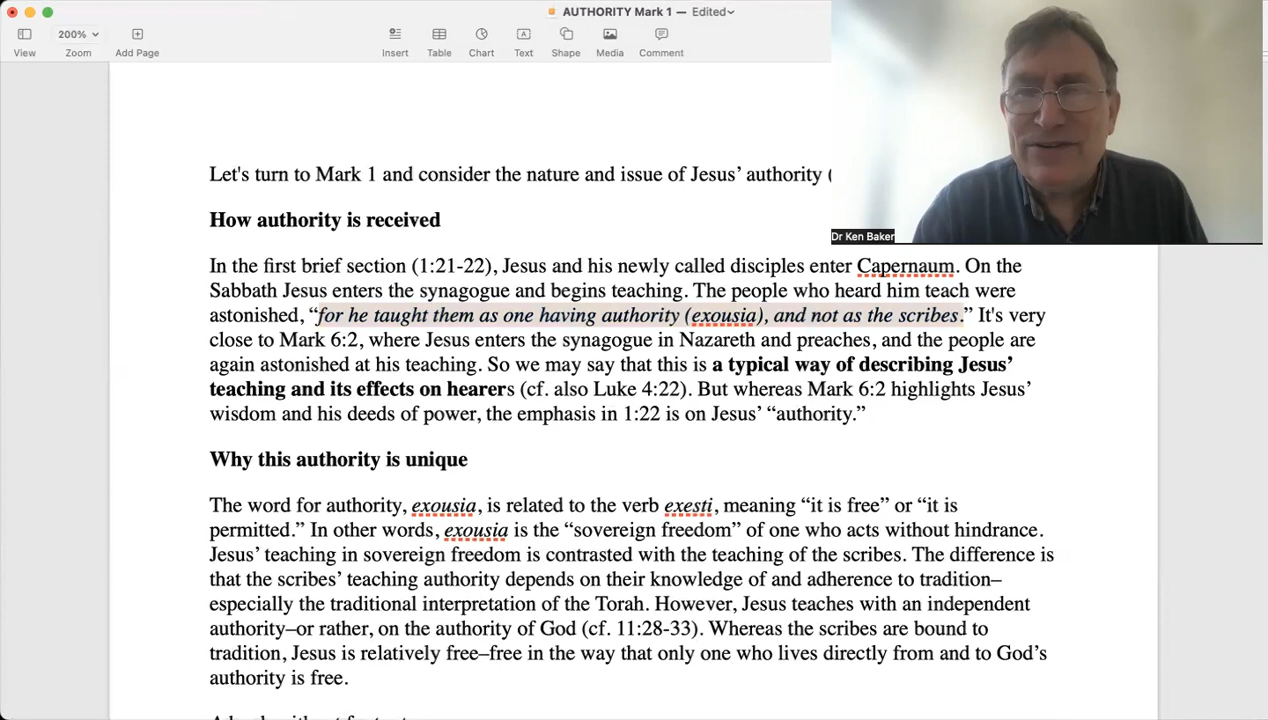 AUTHORITY Mark 1 — Edited
200%
View
Zoom
Add Page
Insert
Table
Chart
Text
Shape
Media
Comment
Dr Ken Baker
Let's turn to Mark 1 and consider the nature and issue of Jesus’ authority (
How authority is received
In the first brief section (1:21-22), Jesus and his newly called disciples enter Capernaum. On the
Sabbath Jesus enters the synagogue and begins teaching. The people who heard him teach were
astonished, “for he taught them as one having authority (exousia), and not as the scribes.” It's very
close to Mark 6:2, where Jesus enters the synagogue in Nazareth and preaches, and the people are
again astonished at his teaching. So we may say that this is a typical way of describing Jesus’
teaching and its effects on hearers (cf. also Luke 4:22). But whereas Mark 6:2 highlights Jesus’
wisdom and his deeds of power, the emphasis in 1:22 is on Jesus’ “authority.”
Why this authority is unique
The word for authority, exousia, is related to the verb exesti, meaning “it is free” or “it is
permitted.” In other words, exousia is the “sovereign freedom” of one who acts without hindrance.
Jesus’ teaching in sovereign freedom is contrasted with the teaching of the scribes. The difference is
that the scribes’ teaching authority depends on their knowledge of and adherence to tradition–
especially the traditional interpretation of the Torah. However, Jesus teaches with an independent
authority–or rather, on the authority of God (cf. 11:28-33). Whereas the scribes are bound to
tradition, Jesus is relatively free–free in the way that only one who lives directly from and to God’s
authority is free.